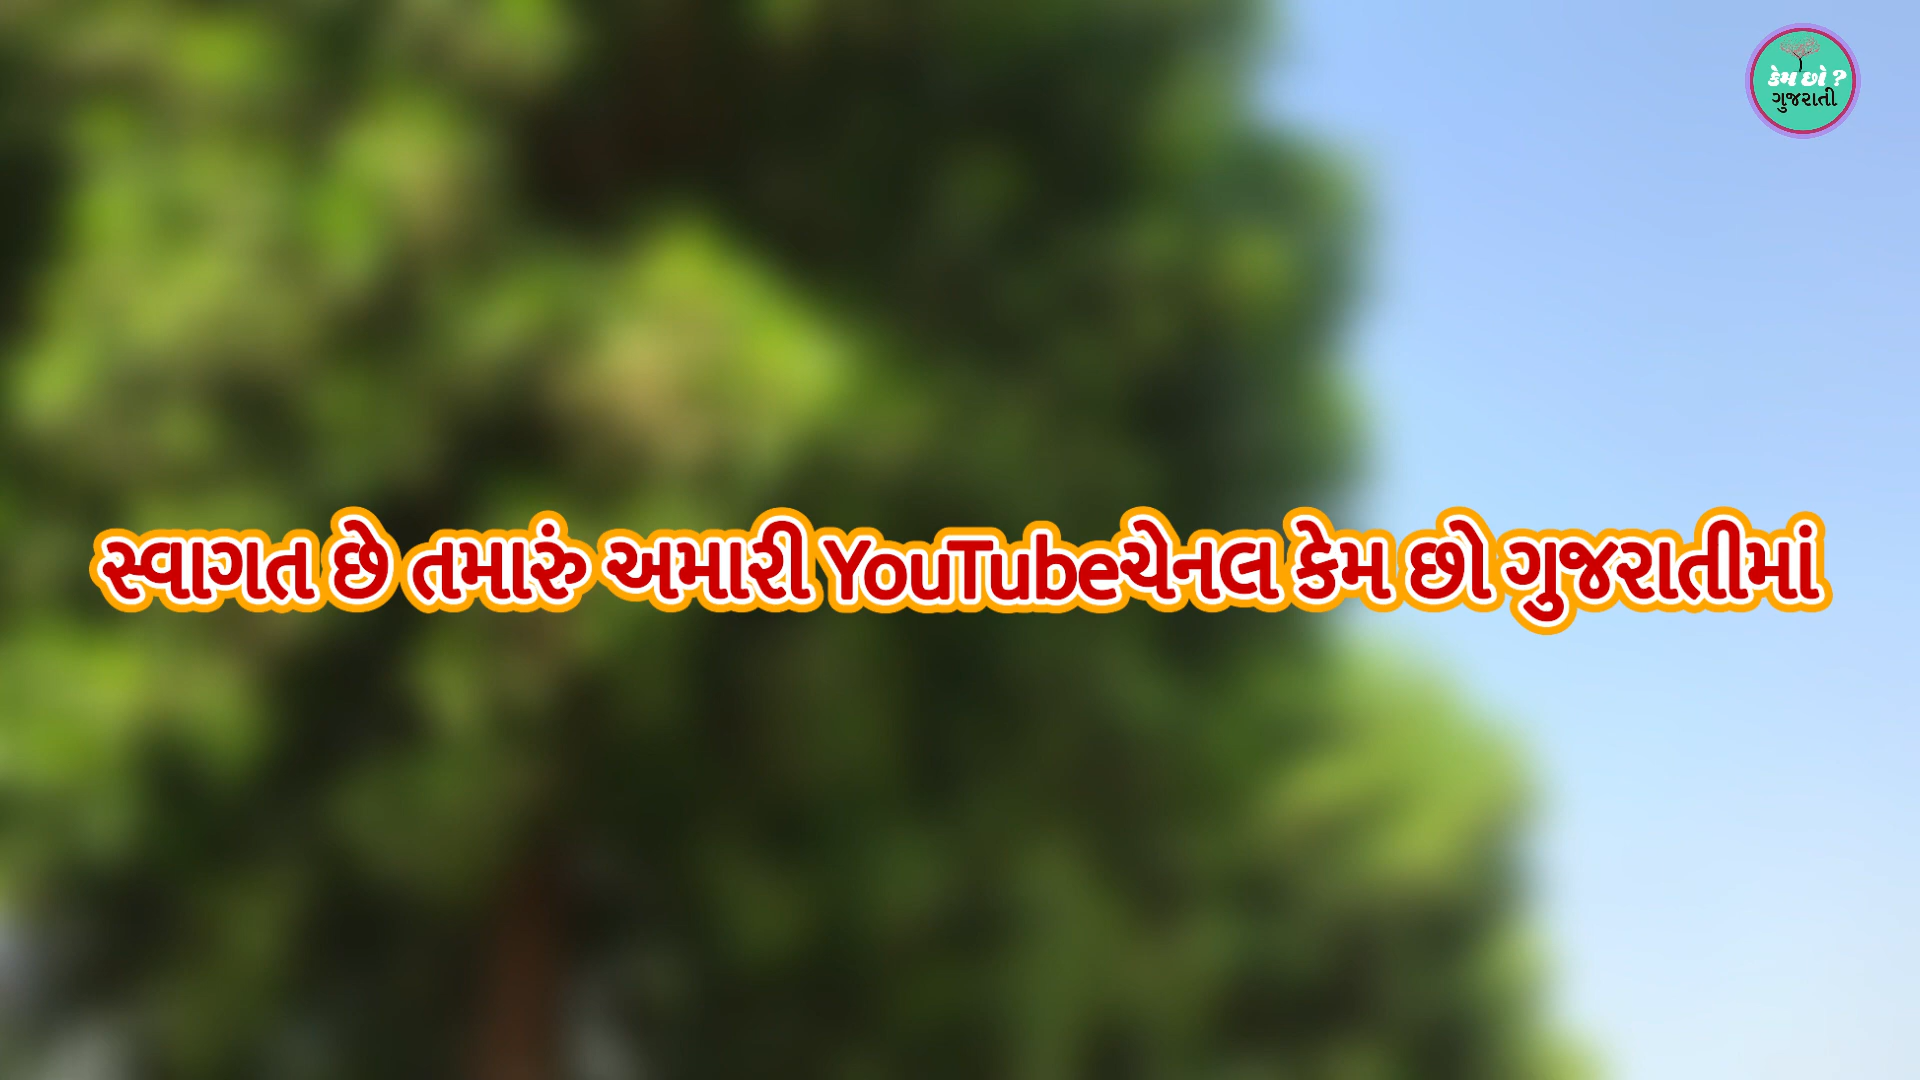 કેમ છો ?
ગુજરાતી
સ્વાગત છે તમારું અમારી YouTubeચેનલ કેમ છો ગુજરાતીમાં